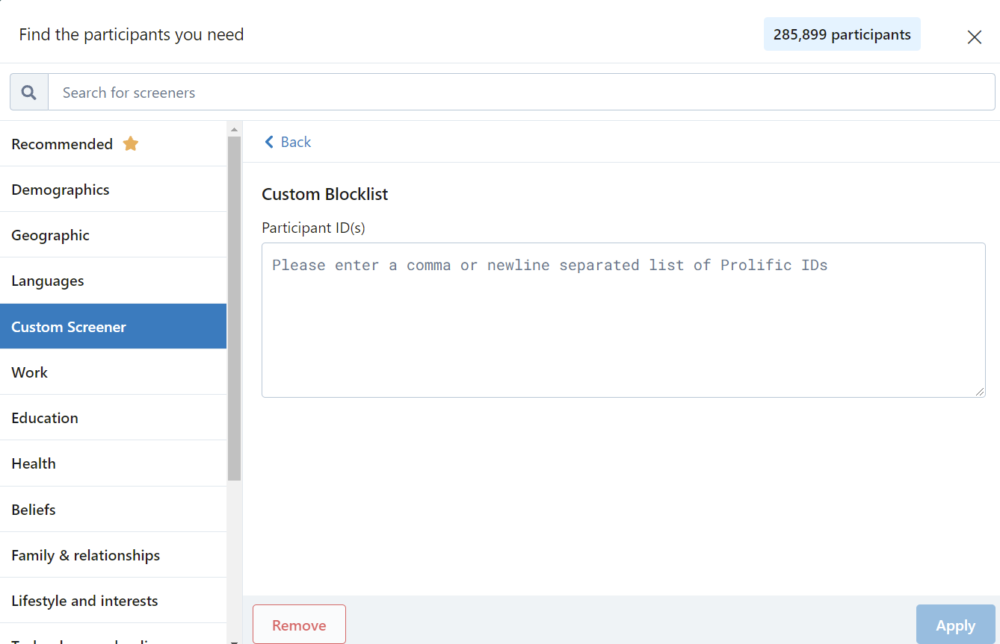 Find the participants you need
285,899 participants
Search for screeners
Recommended
Demographics
Geographic
Languages
Custom Screener
Work
Education
Health
Beliefs
Family & relationships
Lifestyle and interests
Back
Custom Blocklist
Participant ID(s)
Please enter a comma or newline separated list of Prolific IDs
Remove
Apply